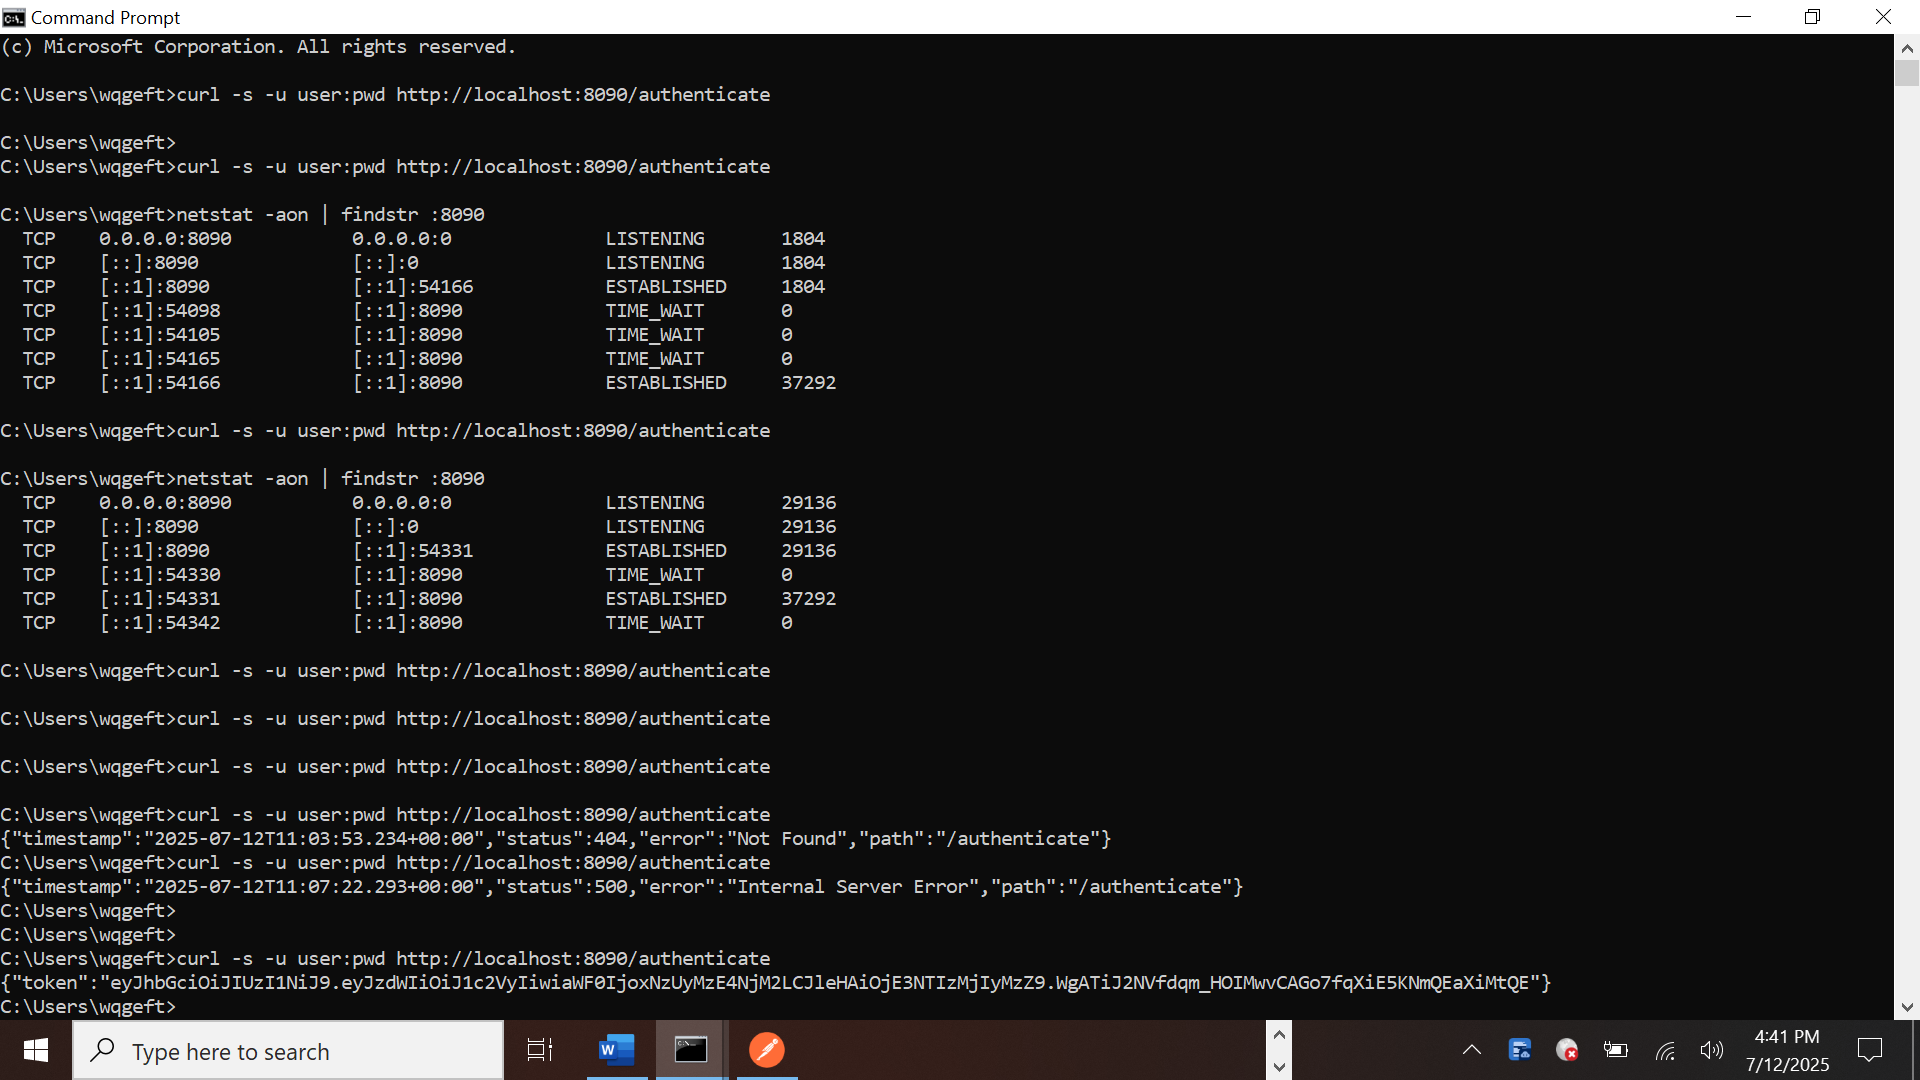 Command Prompt
(c) Microsoft Corporation. All rights reserved.
C:\Users\wqgeft>curl -s -u user:pwd http://localhost:8090/authenticate
C:\Users\wqgeft>
C:\Users\wqgeft>curl -s -u user:pwd http://localhost:8090/authenticate
C:\Users\wqgeft>netstat -aon | findstr :8090
TCP 0.0.0.0:8090 0.0.0.0:0 LISTENING 1804
TCP [::]:8090 [::]:0 LISTENING 1804
TCP [::1]:8090 [::1]:54166 ESTABLISHED 1804
TCP [::1]:54098 [::1]:8090 TIME_WAIT 0
TCP [::1]:54105 [::1]:8090 TIME_WAIT 0
TCP [::1]:54165 [::1]:8090 TIME_WAIT 0
TCP [::1]:54166 [::1]:8090 ESTABLISHED 37292
C:\Users\wqgeft>curl -s -u user:pwd http://localhost:8090/authenticate
C:\Users\wqgeft>netstat -aon | findstr :8090
TCP 0.0.0.0:8090 0.0.0.0:0 LISTENING 29136
TCP [::]:8090 [::]:0 LISTENING 29136
TCP [::1]:8090 [::1]:54331 ESTABLISHED 29136
TCP [::1]:54330 [::1]:8090 TIME_WAIT 0
TCP [::1]:54331 [::1]:8090 ESTABLISHED 37292
TCP [::1]:54342 [::1]:8090 TIME_WAIT 0
C:\Users\wqgeft>curl -s -u user:pwd http://localhost:8090/authenticate
C:\Users\wqgeft>curl -s -u user:pwd http://localhost:8090/authenticate
C:\Users\wqgeft>curl -s -u user:pwd http://localhost:8090/authenticate
C:\Users\wqgeft>curl -s -u user:pwd http://localhost:8090/authenticate
{"timestamp":"2025-07-12T11:03:53.234+00:00","status":404,"error":"Not Found","path":"/authenticate"}
C:\Users\wqgeft>curl -s -u user:pwd http://localhost:8090/authenticate
{"timestamp":"2025-07-12T11:07:22.293+00:00","status":500,"error":"Internal Server Error","path":"/authenticate"}
C:\Users\wqgeft>
C:\Users\wqgeft>
C:\Users\wqgeft>curl -s -u user:pwd http://localhost:8090/authenticate
{"token":"eyJhbGciOiJIUzI1NiJ9.eyJzdWIiOiJ1c2VyIiwiaWF0IjoxNzUyMzE4NjM2LCJleHAiOjE3NTIzMjIyMzZ9.WgATiJ2NVfdqm_HOIMwvCAGo7fqXiE5KNmQEaXiMtQE"}
C:\Users\wqgeft>
Type here to search
4:41 PM
7/12/2025